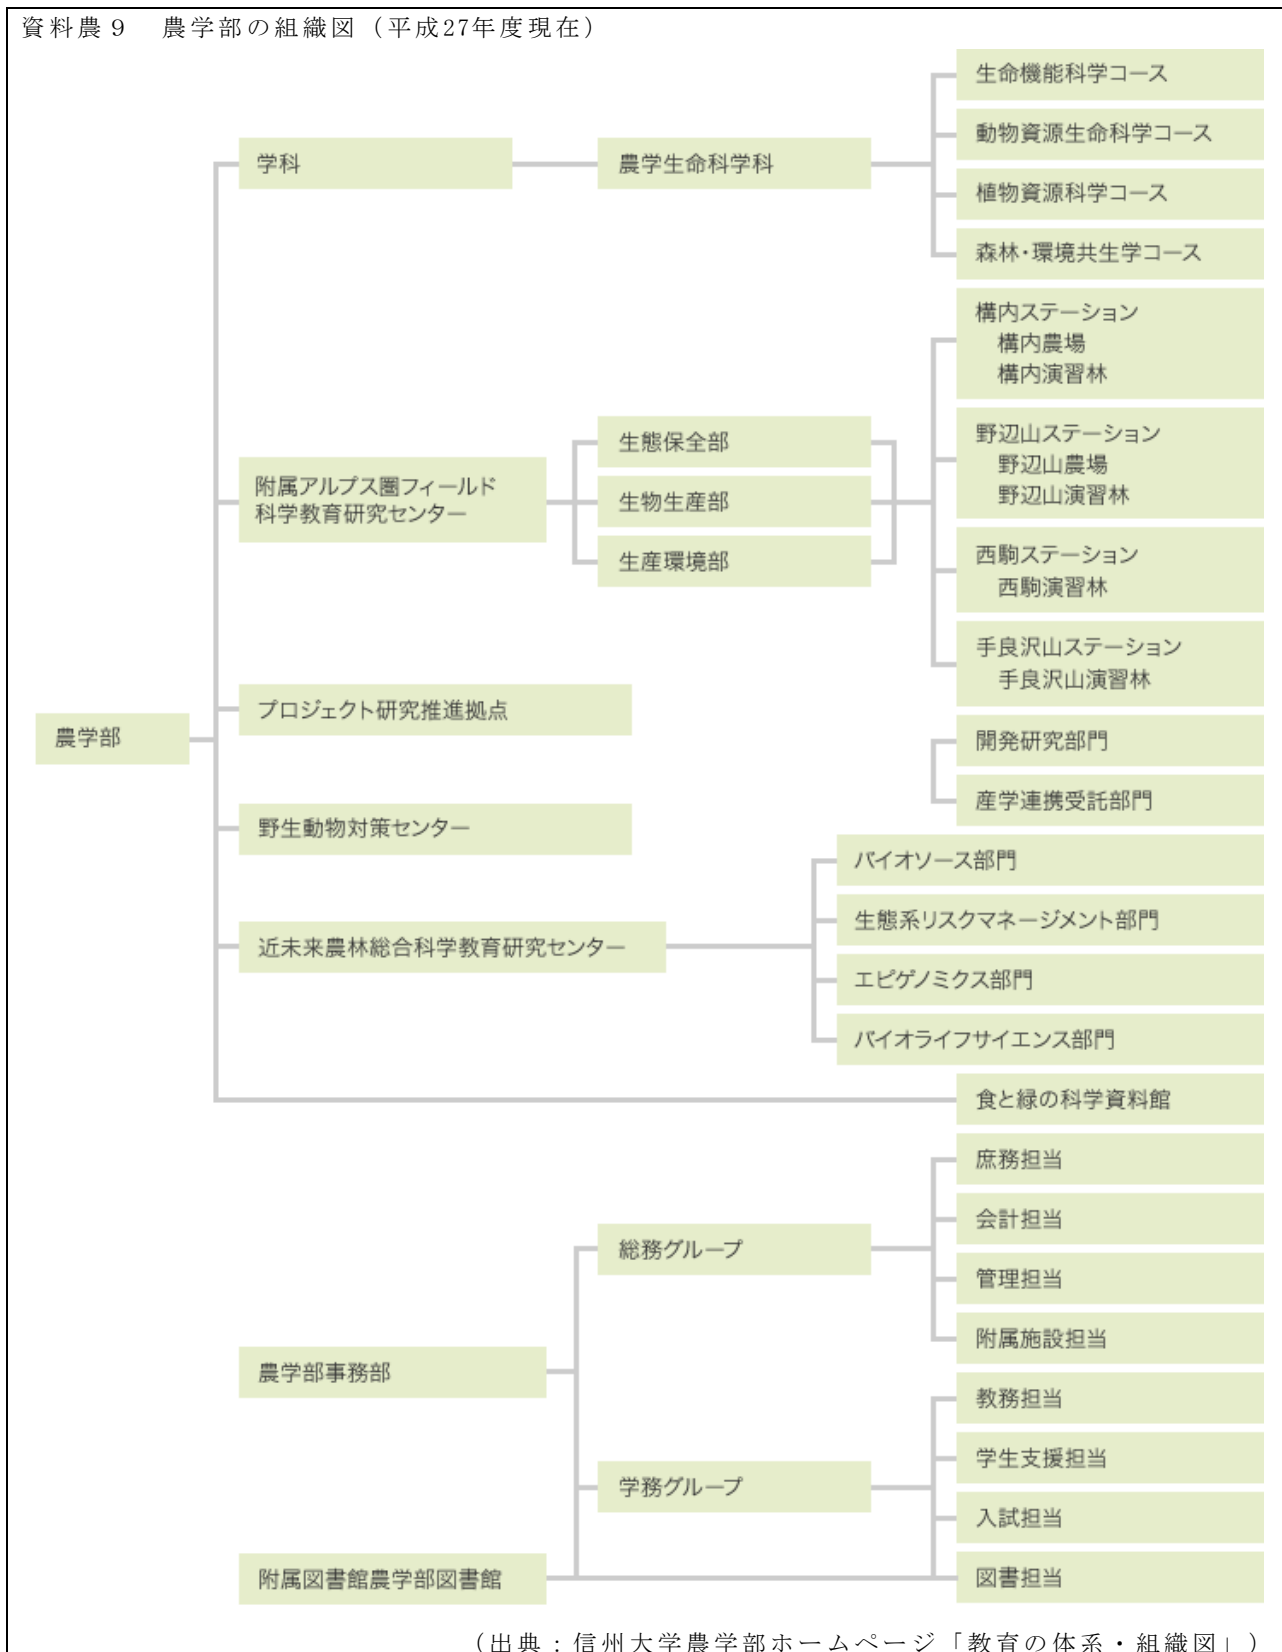 資料農9　農学部の組織図（平成27年度現在）
農学部
学科
農学生命科学科
生命機能科学コース
動物資源生命科学コース
植物資源科学コース
森林・環境共生学コース
附属アルプス圏フィールド
科学教育研究センター
生態保全部
生物生産部
生産環境部
構内ステーション
構内農場
構内演習林
野辺山ステーション
野辺山農場
野辺山演習林
西駒ステーション
西駒演習林
手良沢山ステーション
手良沢山演習林
プロジェクト研究推進拠点
開発研究部門
産学連携受託部門
野生動物対策センター
近未来農林総合科学教育研究センター
バイオソース部門
生態系リスクマネージメント部門
エピゲノミクス部門
バイオライフサイエンス部門
食と緑の科学資料館
農学部事務部
総務グループ
庶務担当
会計担当
管理担当
附属施設担当
学務グループ
教務担当
学生支援担当
入試担当
附属図書館農学部図書館
図書担当
（出典：信州大学農学部ホームページ「教育の体系・組織図」）